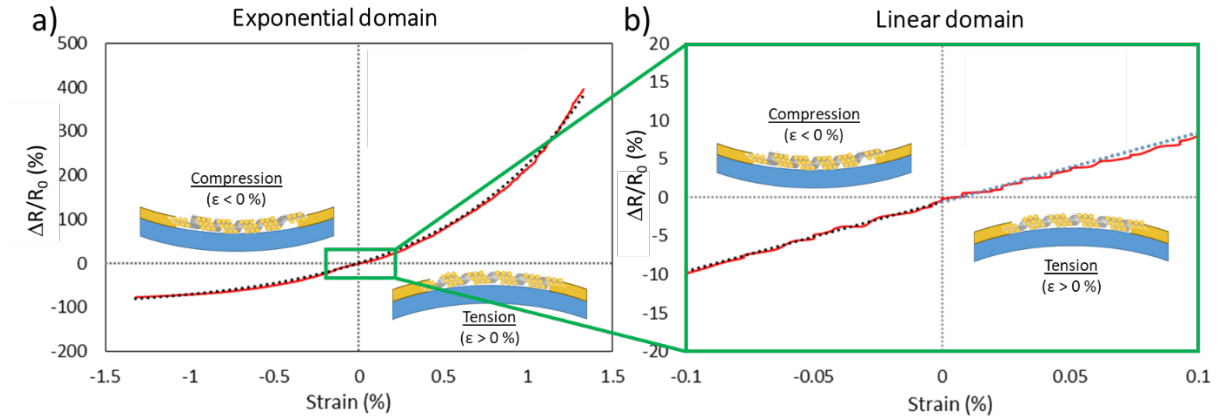 a)
Exponential domain
500
400
300
200
100
0
-100
-200
ΔR/R0 (%)
Compression
(ε < 0 %)
Tension
(ε > 0 %)
-1.5 -1 -0.5 0 0.5 1 1.5
Strain (%)
b)
Linear domain
20
15
10
5
0
-5
-10
-15
-20
ΔR/R0 (%)
Compression
(ε < 0 %)
Tension
(ε > 0 %)
-0.1 -0.05 0 0.05 0.1
Strain (%)